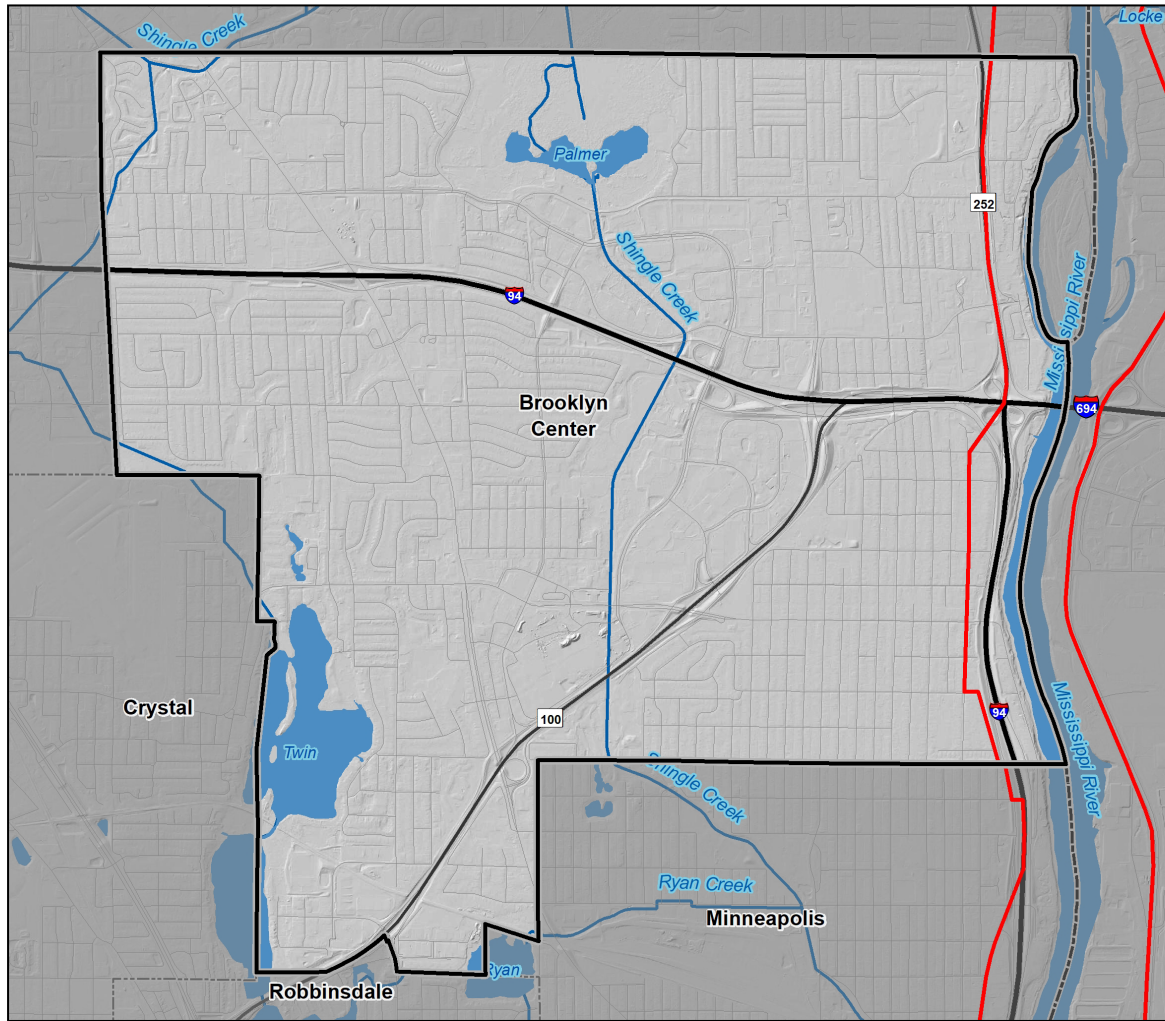 Shingle Creek
Locke
Palmer
252
Shingle Creek
Mississippi River
94
Brooklyn
Center
694
Crystal
100
94
Twin
Mississippi River
Shingle Creek
Ryan Creek
Minneapolis
Ryan
Robbinsdale